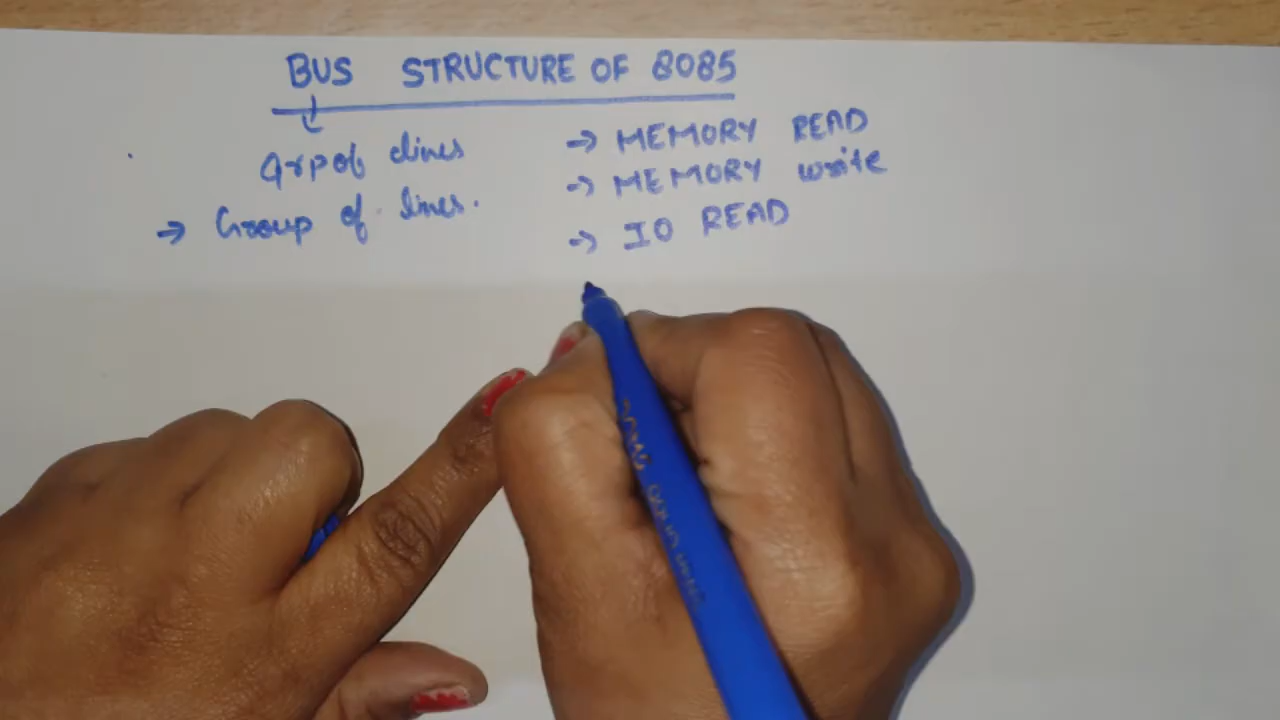 BUS STRUCTURE OF 8085
Grp of lines
→ Group of lines.
→ MEMORY READ
→ MEMORY write
→ IO READ